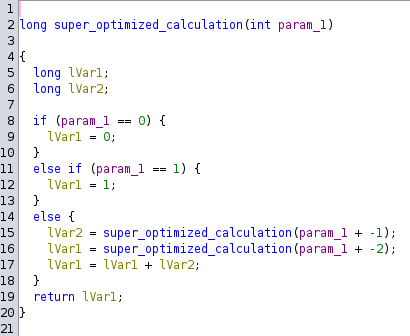 1
2 long super_optimized_calculation(int param_1)
3
4 {
5   long lVar1;
6   long lVar2;
7
8   if (param_1 == 0) {
9     lVar1 = 0;
10   }
11   else if (param_1 == 1) {
12     lVar1 = 1;
13   }
14   else {
15     lVar2 = super_optimized_calculation(param_1 + -1);
16     lVar1 = super_optimized_calculation(param_1 + -2);
17     lVar1 = lVar1 + lVar2;
18   }
19   return lVar1;
20 }
21